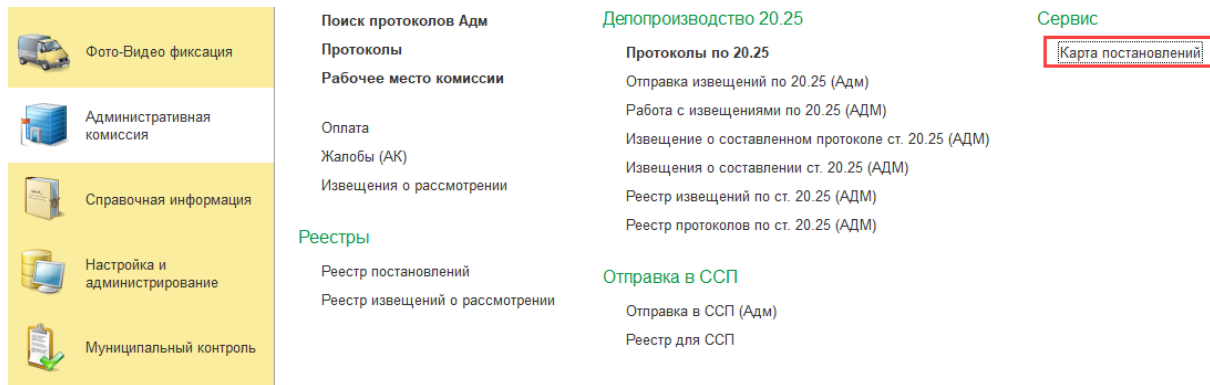 Фото-Видео фиксация
Административная
комиссия
Справочная информация
Настройка и
администрирование
Муниципальный контроль
Поиск протоколов Адм
Протоколы
Рабочее место комиссии
Оплата
Жалобы (АК)
Извещения о рассмотрении
Реестры
Реестр постановлений
Реестр извещений о рассмотрении
Делопроизводство 20.25
Протоколы по 20.25
Отправка извещений по 20.25 (Адм)
Работа с извещениями по 20.25 (АДМ)
Извещение о составленном протоколе ст. 20.25 (АДМ)
Извещения о составлении ст. 20.25 (АДМ)
Реестр извещений по ст. 20.25 (АДМ)
Реестр протоколов по ст. 20.25 (АДМ)
Отправка в ССП
Отправка в ССП (Адм)
Реестр для ССП
Сервис
Карта постановлений